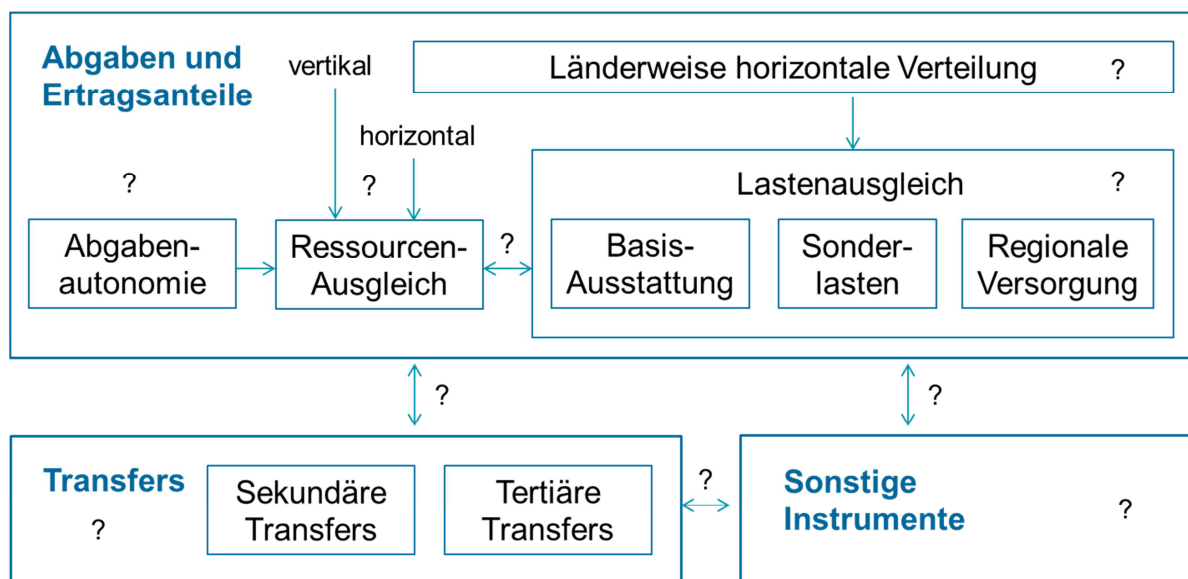 Abgaben und
Ertragsanteile
vertikal
horizontal
Länderweise horizontale Verteilung ?
?
?
Lastenausgleich ?
Abgaben-
autonomie
Ressourcen-
Ausgleich
?
Basis-
Ausstattung
Sonder-
lasten
Regionale
Versorgung
?
?
Transfers
?
Sekundäre
Transfers
Tertiäre
Transfers
?
Sonstige
Instrumente
?